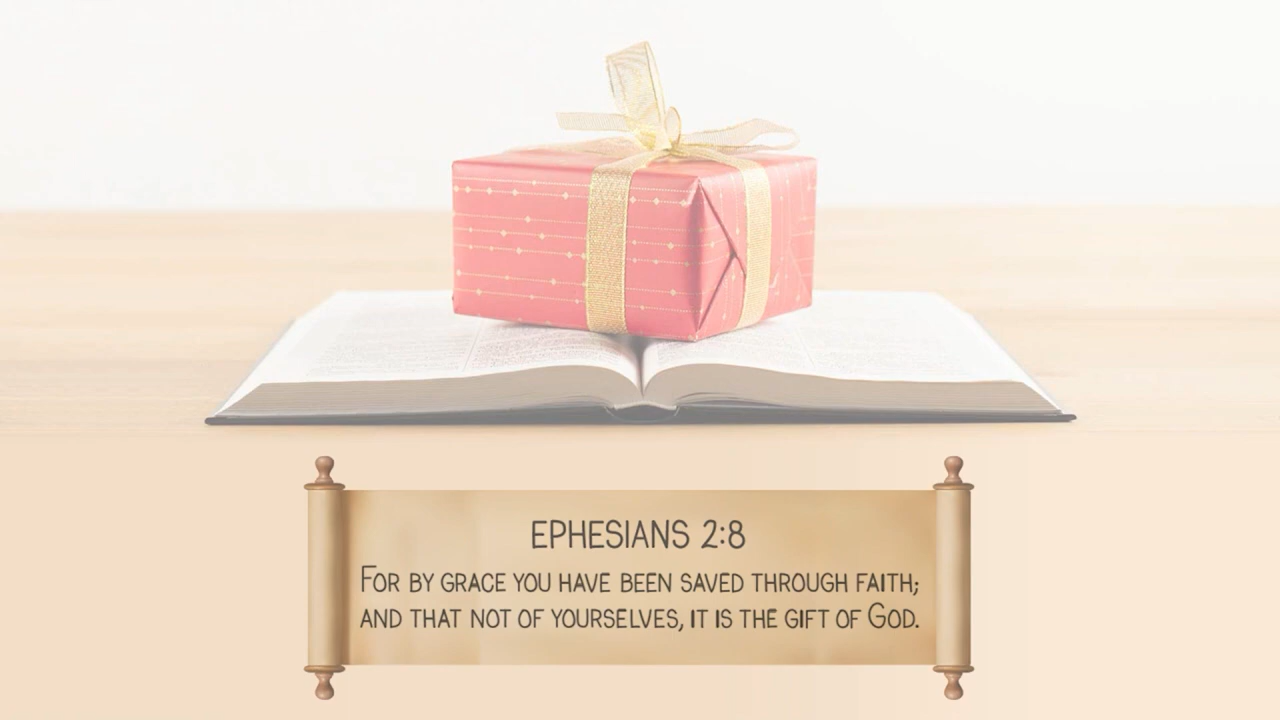 EPHESIANS 2:8
FOR BY GRACE YOU HAVE BEEN SAVED THROUGH FAITH;
AND THAT NOT OF YOURSELVES, IT IS THE GIFT OF GOD.